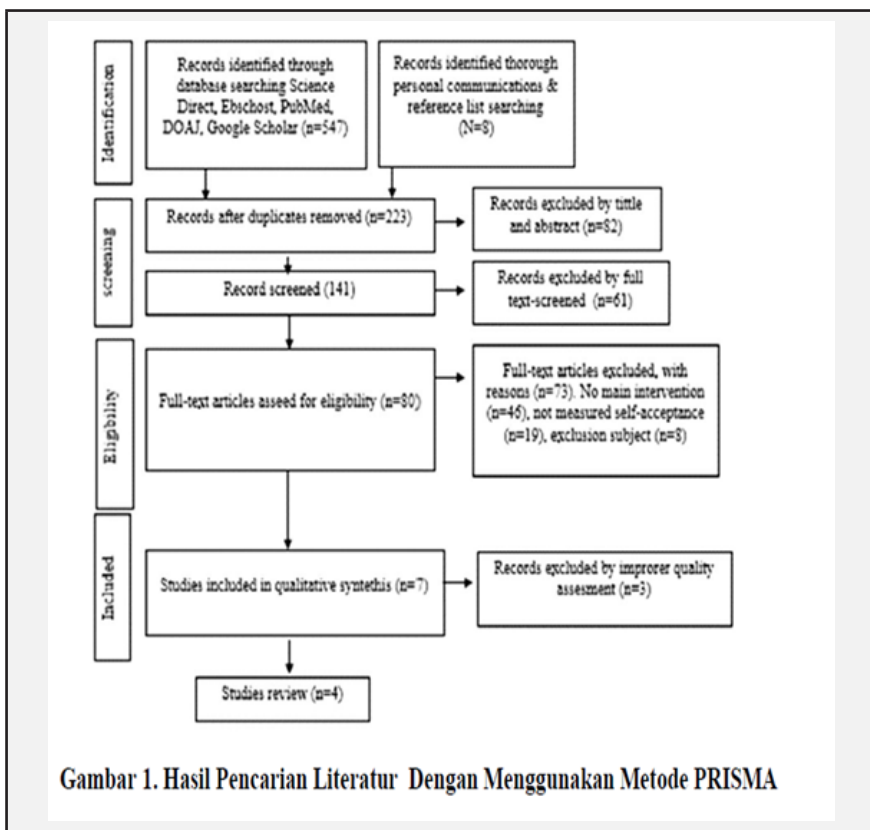 Identification
Records identified through
database searching Science
Direct, Ebschost, PubMed,
DOAJ, Google Scholar (n=547)
Records identified thorough
personal communications &
reference list searching
(N=8)
screening
Records after duplicates removed (n=223)
Records excluded by tittle
and abstract (n=82)
Record screened (141)
Records excluded by full
text-screened (n=61)
Eligibility
Full-text articles asseed for eligibility (n=80)
Full-text articles excluded, with
reasons (n=73). No main intervention
(n=46), not measured self-acceptance
(n=19), exclusion subject (n=8)
Included
Studies included in qualitative syntethis (n=7)
Records excluded by improrer quality
assesment (n=3)
Studies review (n=4)
Gambar 1. Hasil Pencarian Literatur Dengan Menggunakan Metode PRISMA